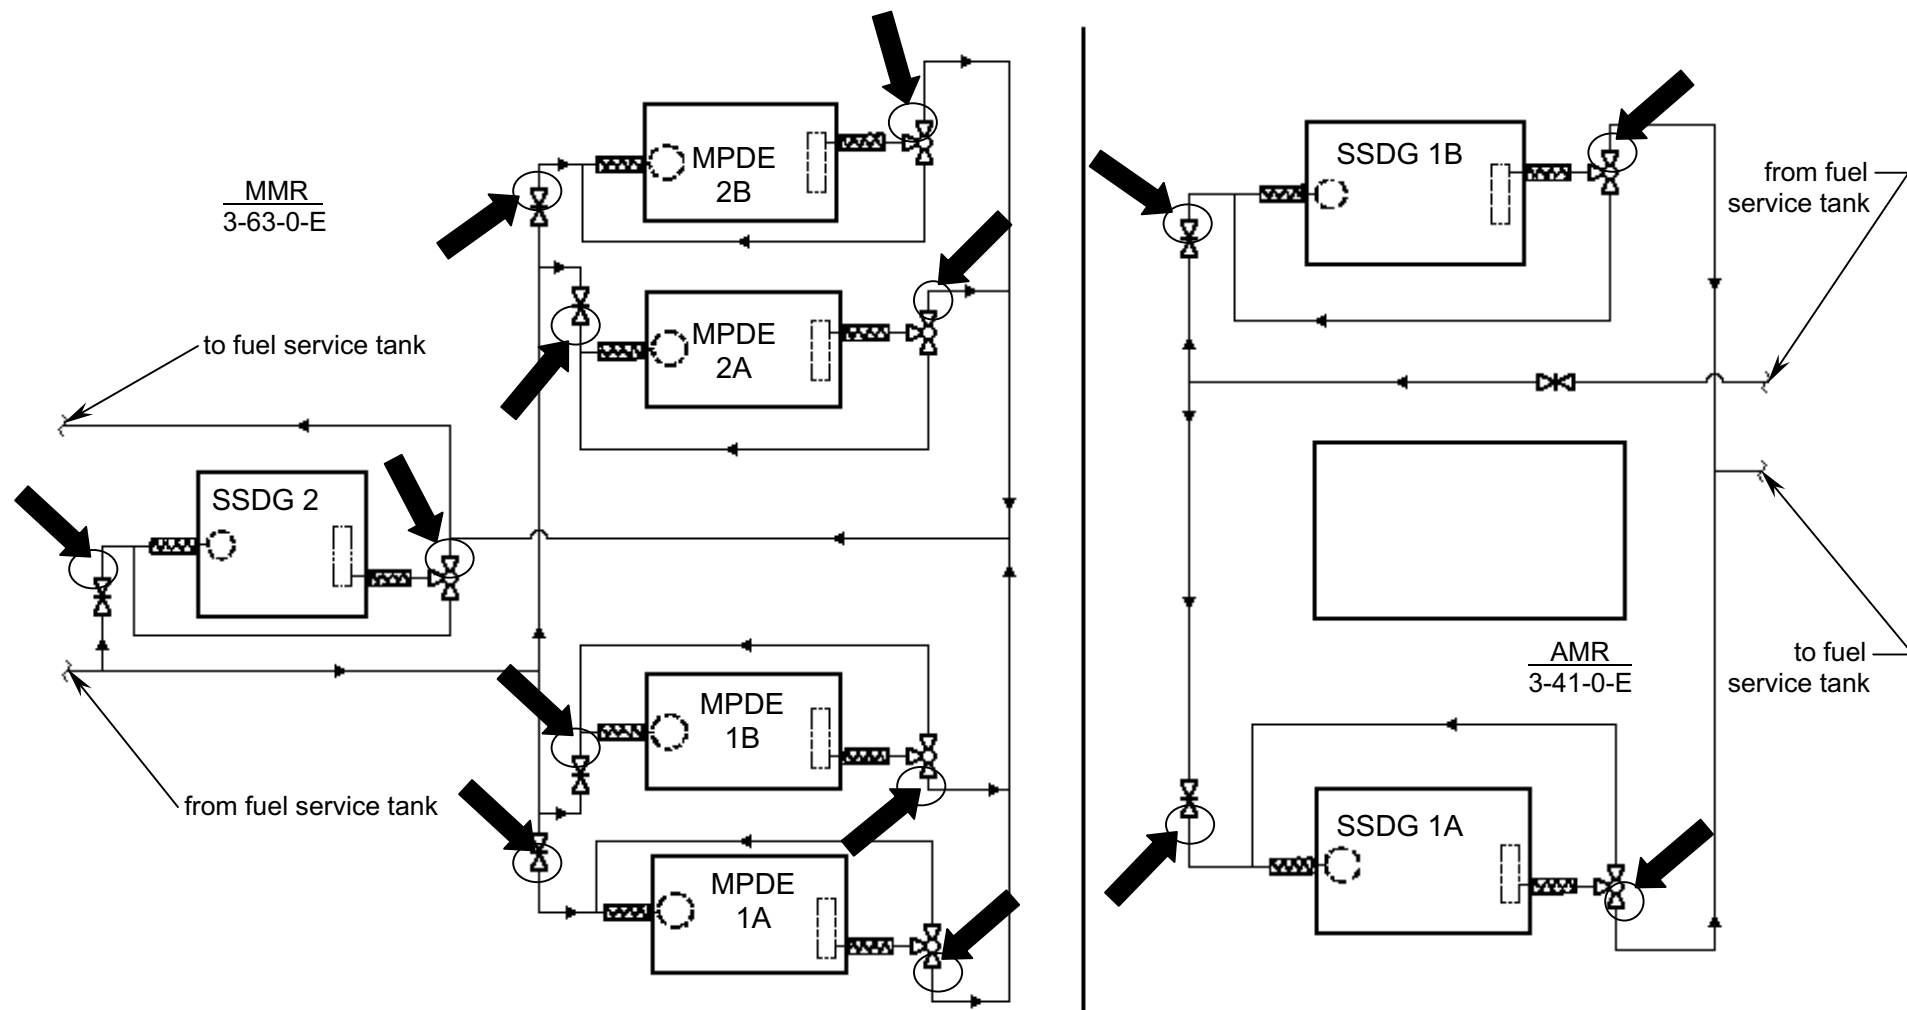 MMR
3-63-0-E
MPDE
2B
MPDE
2A
to fuel service tank
SSDG 2
MPDE
1B
from fuel service tank
MPDE
1A
SSDG 1B
from fuel
service tank
AMR
3-41-0-E
to fuel
service tank
SSDG 1A